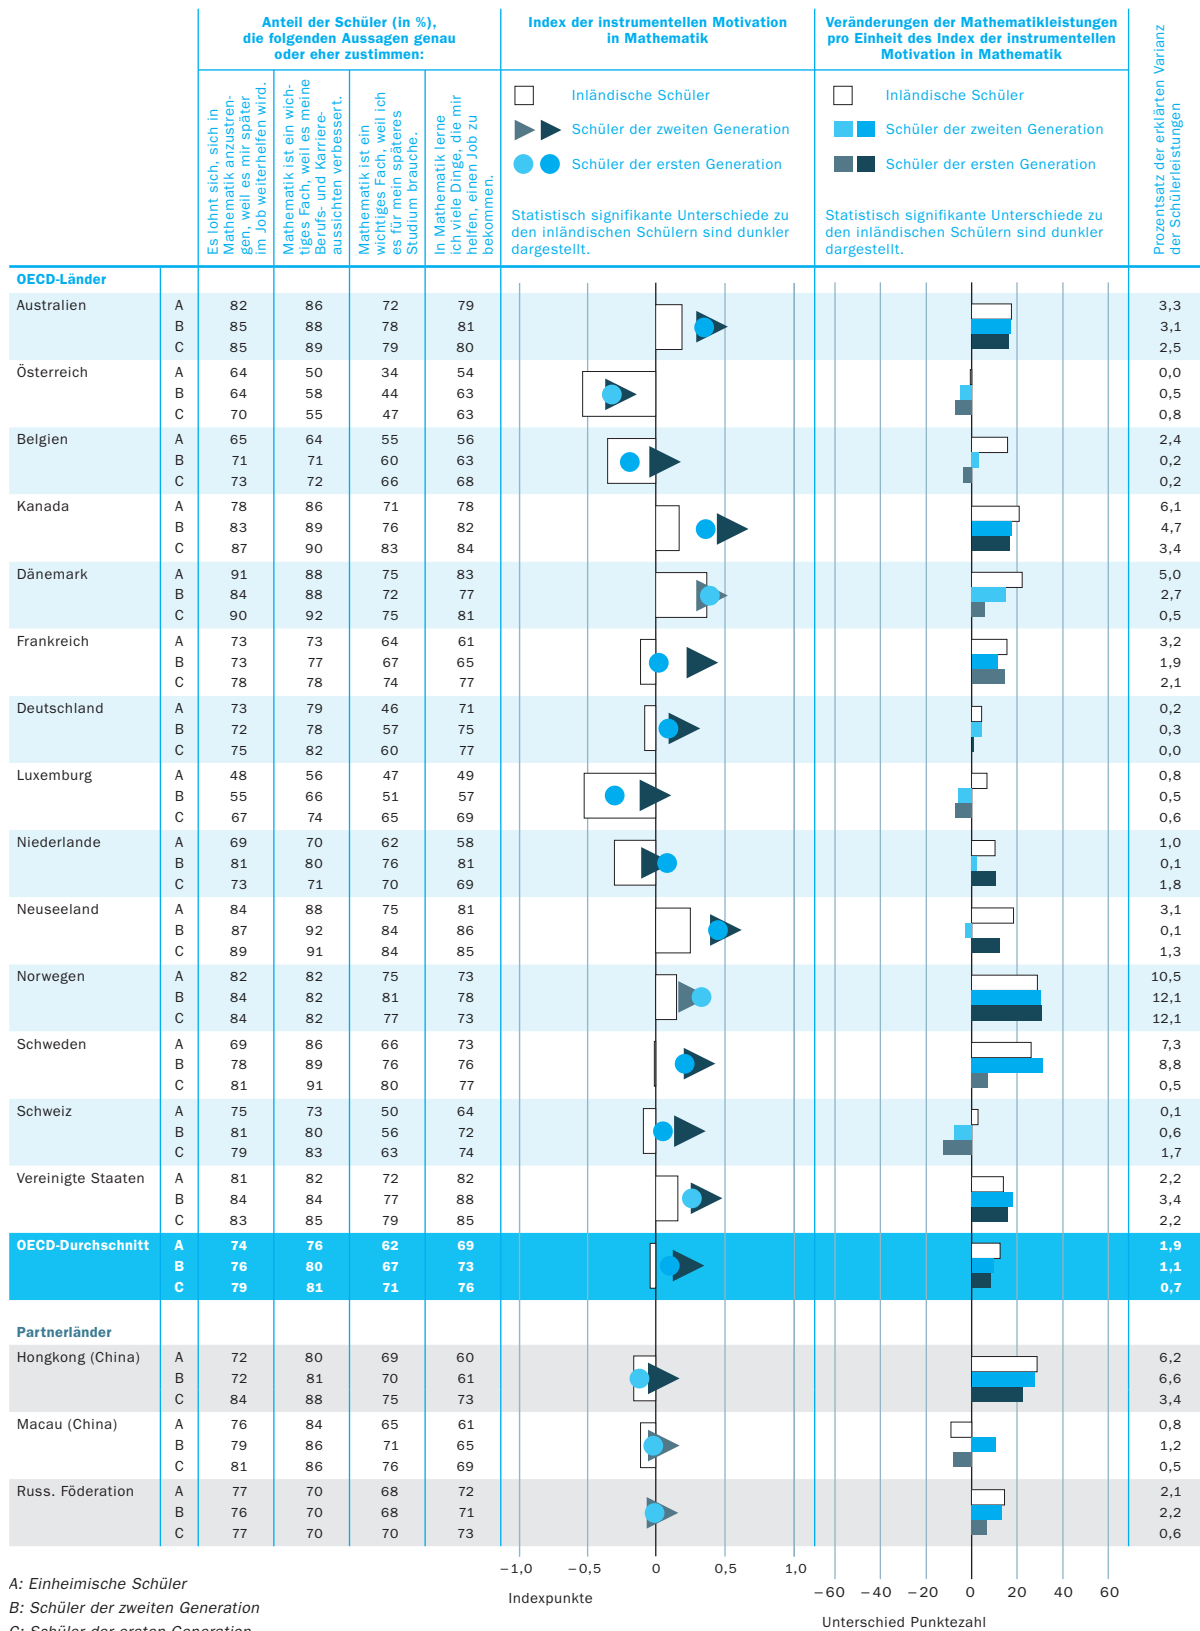 Anteil der Schüler (in %),
die folgenden Aussagen genau
oder eher zustimmen:
Index der instrumentellen Motivation
in Mathematik
Veränderungen der Mathematikleistungen
pro Einheit des Index der instrumentellen
Motivation in Mathematik
Prozentsatz der erklärten Varianz
der Schülerleistungen
Es lohnt sich, sich in
Mathematik anzustren-
gen, weil es mir später
im Job weiterhelfen wird.
Mathematik ist ein wich-
tiges Fach, weil es meine
Berufs- und Karriere-
aussichten verbessert.
Mathematik ist ein
wichtiges Fach, weil ich
es für mein späteres
Studium brauche.
In Mathematik lerne
ich viele Dinge, die mir
helfen, einen Job zu
bekommen.
Inländische Schüler
Schüler der zweiten Generation
Schüler der ersten Generation
Statistisch signifikante Unterschiede zu
den inländischen Schülern sind dunkler
dargestellt.
Inländische Schüler
Schüler der zweiten Generation
Schüler der ersten Generation
Statistisch signifikante Unterschiede zu
den inländischen Schülern sind dunkler
dargestellt.
OECD-Länder
Australien A 82 86 72 79 3,3
B 85 88 78 81 3,1
C 85 89 79 80 2,5
Österreich A 64 50 34 54 0,0
B 64 58 44 63 0,5
C 70 55 47 63 0,8
Belgien A 65 64 55 56 2,4
B 71 71 60 63 0,2
C 73 72 66 68 0,2
Kanada A 78 86 71 78 6,1
B 83 89 76 82 4,7
C 87 90 83 84 3,4
Dänemark A 91 88 75 83 5,0
B 84 88 72 77 2,7
C 90 92 75 81 0,5
Frankreich A 73 73 64 61 3,2
B 73 77 67 65 1,9
C 78 78 74 77 2,1
Deutschland A 73 79 46 71 0,2
B 72 78 57 75 0,3
C 75 82 60 77 0,0
Luxemburg A 48 56 47 49 0,8
B 55 66 51 57 0,5
C 67 74 65 69 0,6
Niederlande A 69 70 62 58 1,0
B 81 80 76 81 0,1
C 73 71 70 69 1,8
Neuseeland A 84 88 75 81 3,1
B 87 92 84 86 0,1
C 89 91 84 85 1,3
Norwegen A 82 82 75 73 10,5
B 84 82 81 78 12,1
C 84 82 77 73 12,1
Schweden A 69 86 66 73 7,3
B 78 89 76 76 8,8
C 81 91 80 77 0,5
Schweiz A 75 73 50 64 0,1
B 81 80 56 72 0,6
C 79 83 63 74 1,7
Vereinigte Staaten A 81 82 72 82 2,2
B 84 84 77 88 3,4
C 83 85 79 85 2,2
OECD-Durchschnitt A 74 76 62 69 1,9
B 76 80 67 73 1,1
C 79 81 71 76 0,7
Partnerländer
Hongkong (China) A 72 80 69 60 6,2
B 72 81 70 61 6,6
C 84 88 75 73 3,4
Macau (China) A 76 84 65 61 0,8
B 79 86 71 65 1,2
C 81 86 76 69 0,5
Russ. Föderation A 77 70 68 72 2,1
B 76 70 68 71 2,2
C 77 70 70 73 0,6
−1,0 −0,5 0 0,5 1,0
Indexpunkte
−60 −40 −20 0 20 40 60
Unterschied Punktezahl
A: Einheimische Schüler
B: Schüler der zweiten Generation
C: Schüler der ersten Generation